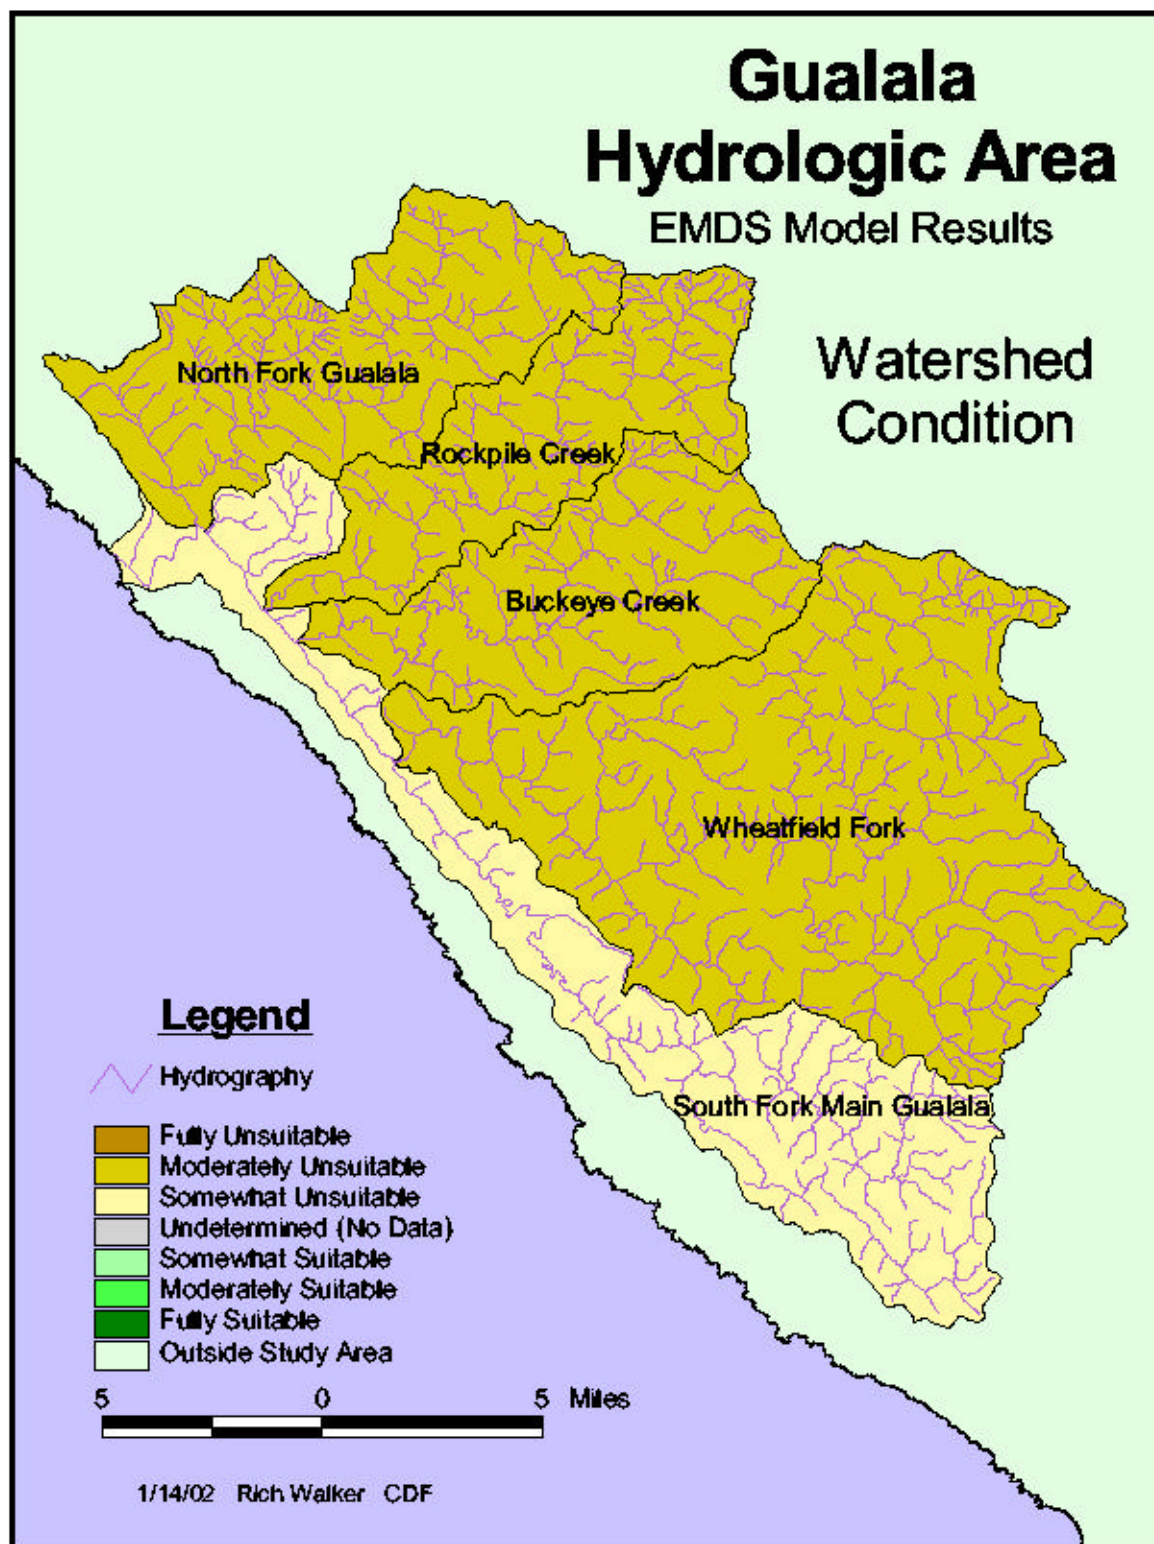 Gualala
Hydrologic Area
EMDS Model Results
Watershed
Condition
North Fork Gualala
Rockpile Creek
Buckeye Creek
Wheatfield Fork
South Fork Main Gualala
Legend
Hydrography
Fully Unsuitable
Moderately Unsuitable
Somewhat Unsuitable
Undetermined (No Data)
Somewhat Suitable
Moderately Suitable
Fully Suitable
Outside Study Area
5 0 5 Miles
1/14/02 Rich Walker CDF